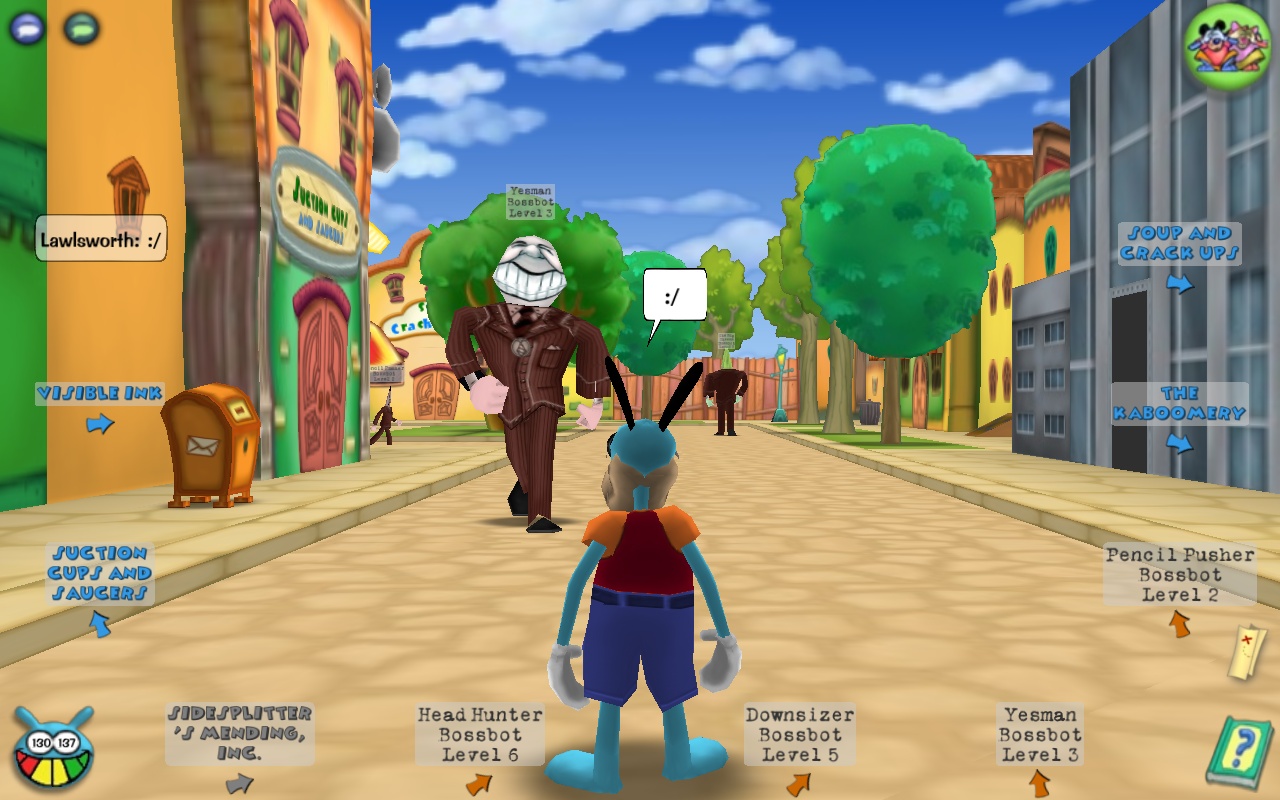 Yesman
Bossbot
Level 3
SUCTION CUPS
AND SAUCERS
Lawlsworth: :/
:/
SOUP AND
CRACK UPS
Crack
VISIBLE INK
THE
KABOOMERY
SUCTION
CUPS AND
SAUCERS
Pencil Pusher
Bossbot
Level 2
130 137
SIDESPLITTER
'S MENDING,
INC.
Head Hunter
Bossbot
Level 6
Downsizer
Bossbot
Level 5
Yesman
Bossbot
Level 3
?